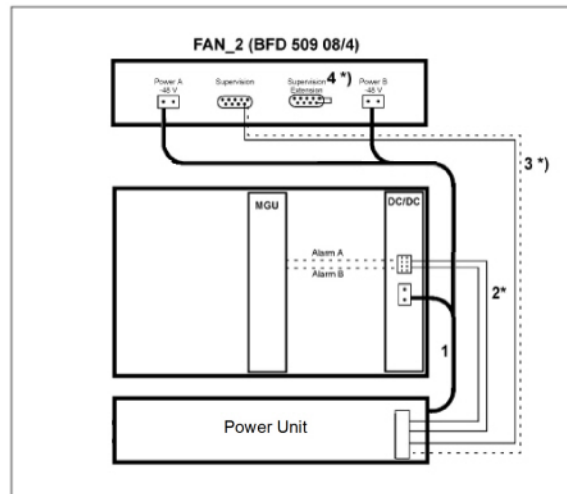 FAN_2 (BFD 509 08/4)
Power A
-48 V
Supervision
Supervision
Extension
4 *)
Power B
-48 V
3 *)
MGU
DC/DC
Alarm A
Alarm B
2*
1
Power Unit